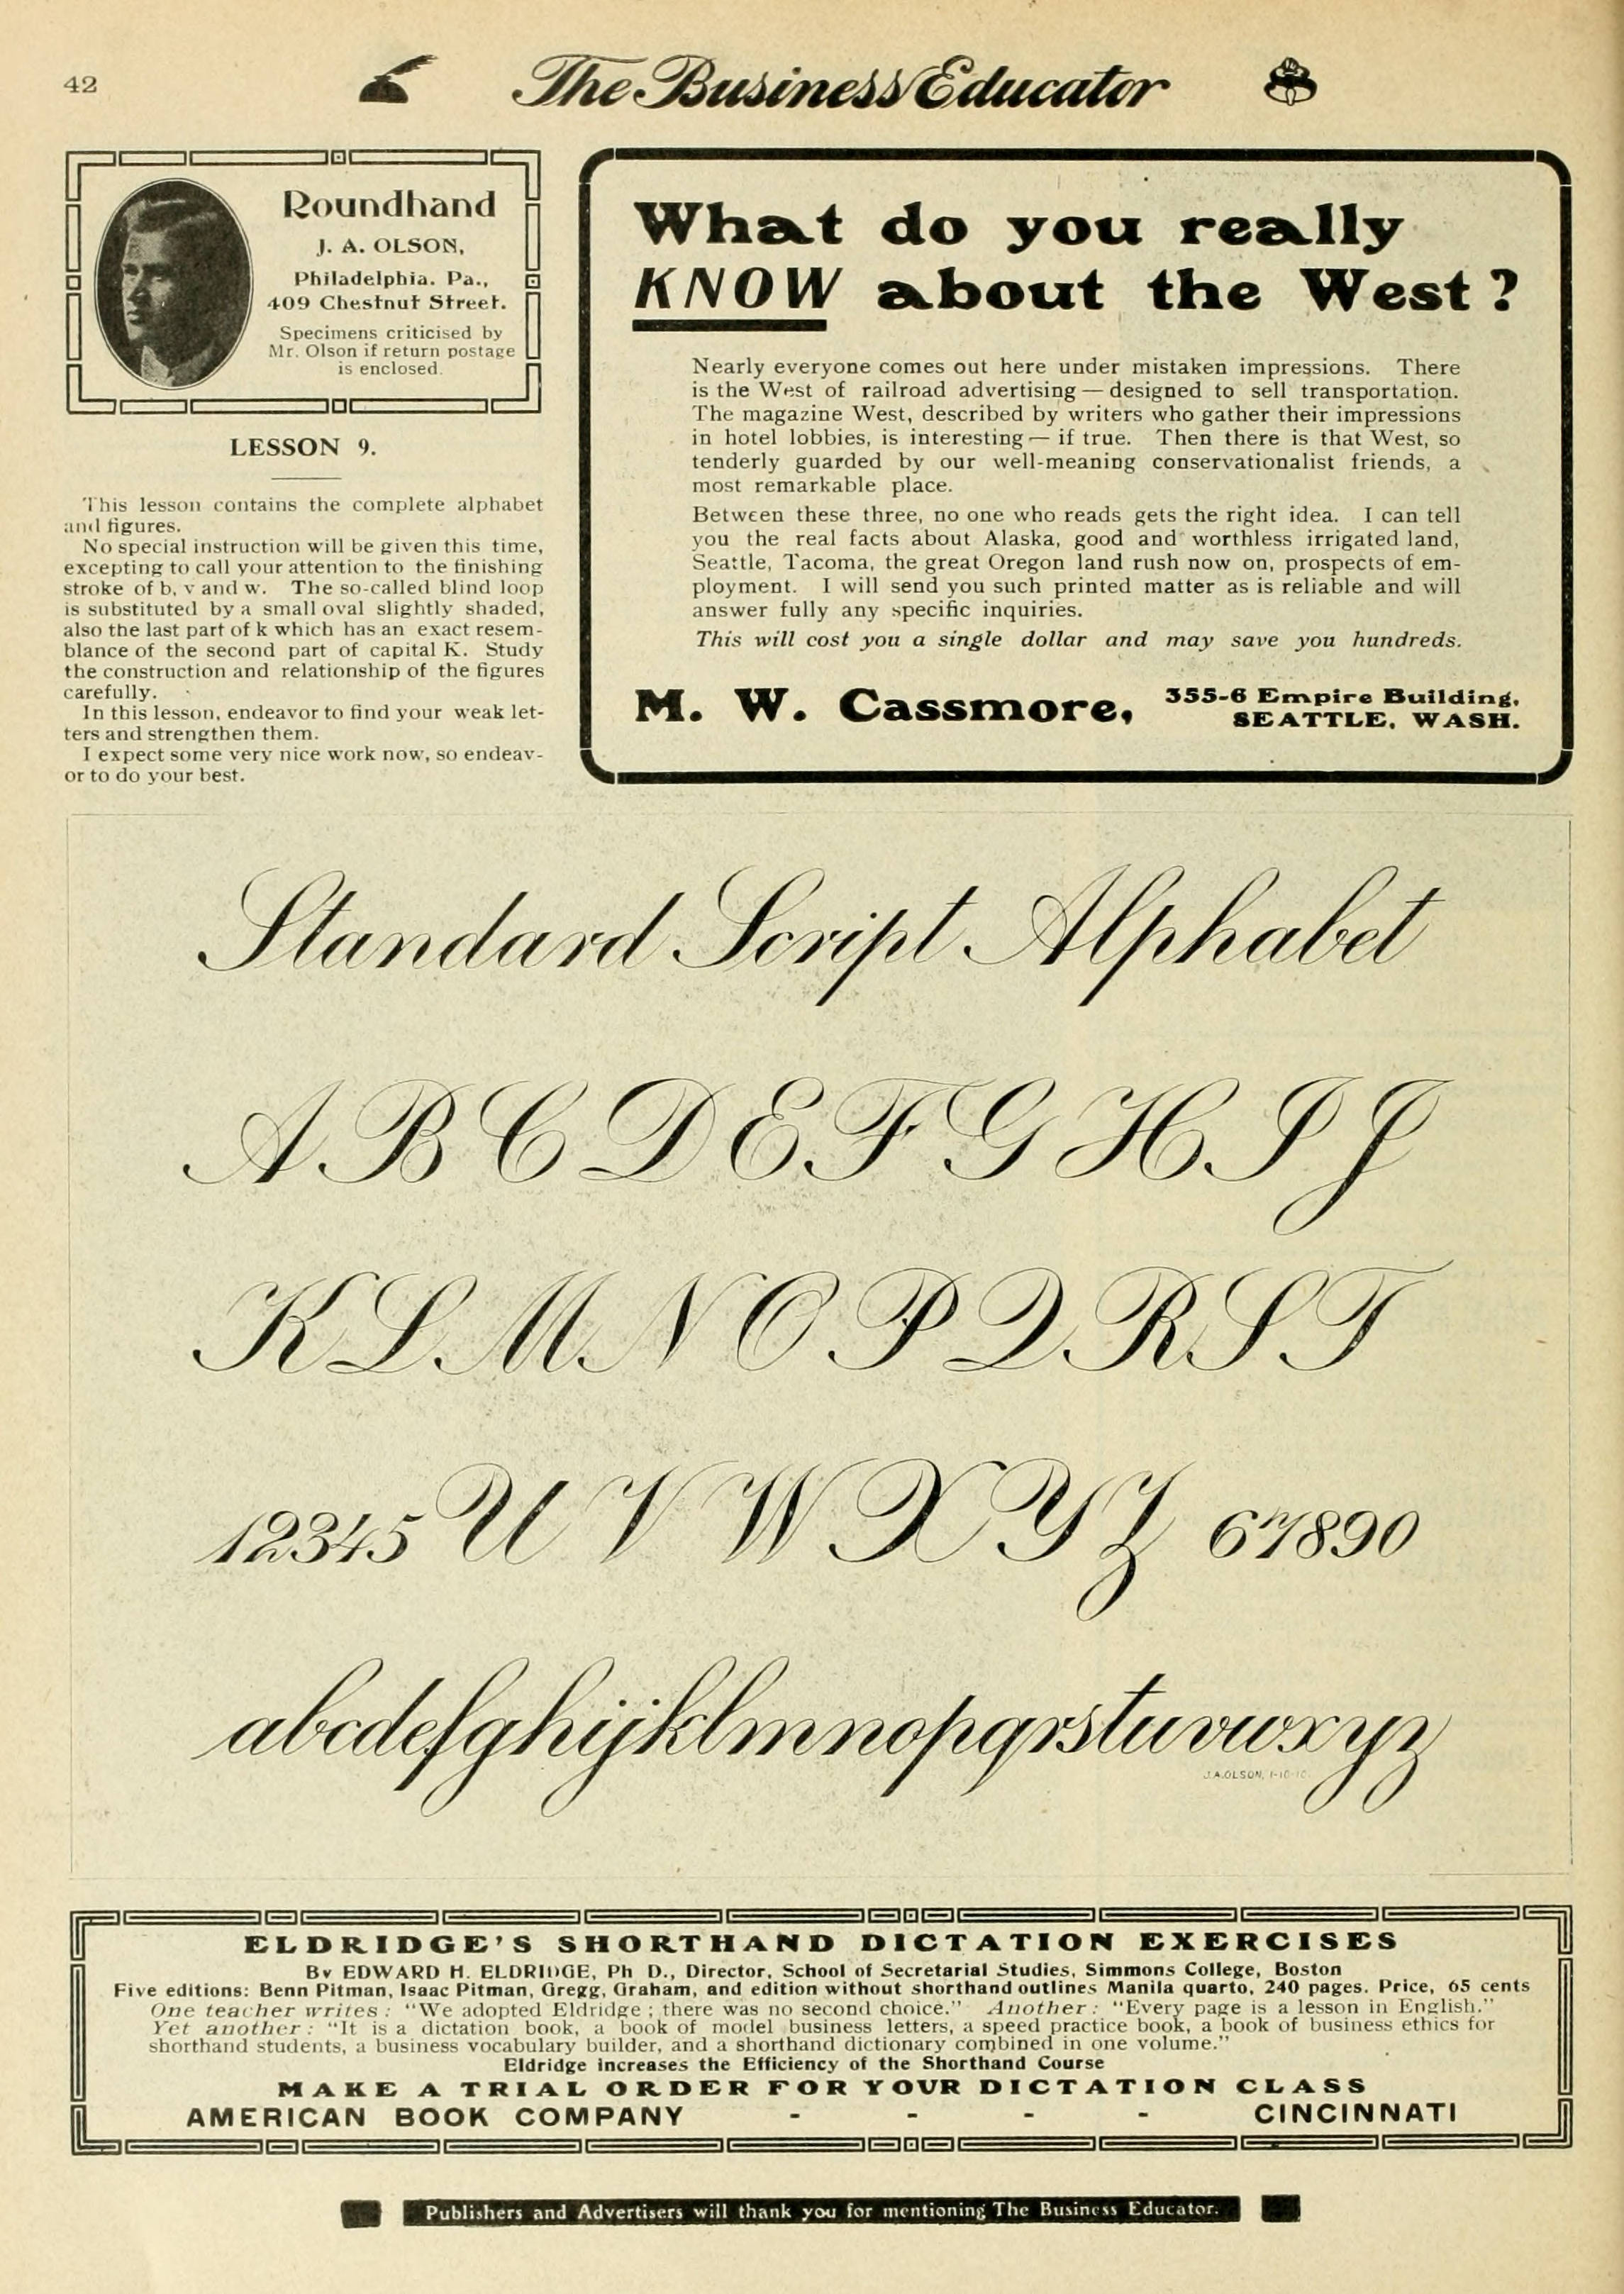 42
The Business Educator
Roundhand
J. A. OLSON,
Philadelphia. Pa.,
409 Chestnut Street.
Specimens criticised by
Mr. Olson if return postage
is enclosed.
LESSON 9.
This lesson contains the complete alphabet
and figures.
No special instruction will be given this time,
excepting to call your attention to the finishing
stroke of b, v and w. The so-called blind loop
is substituted by a small oval slightly shaded,
also the last part of k which has an exact resem-
blance of the second part of capital K. Study
the construction and relationship of the figures
carefully.
In this lesson, endeavor to find your weak let-
ters and strengthen them.
I expect some very nice work now, so endeav-
or to do your best.
What do you really
KNOW about the West?
Nearly everyone comes out here under mistaken impressions. There
is the West of railroad advertising — designed to sell transportation.
The magazine West, described by writers who gather their impressions
in hotel lobbies, is interesting — if true. Then there is that West, so
tenderly guarded by our well-meaning conservationalist friends, a
most remarkable place.
Between these three, no one who reads gets the right idea. I can tell
you the real facts about Alaska, good and worthless irrigated land,
Seattle, Tacoma, the great Oregon land rush now on, prospects of em-
ployment. I will send you such printed matter as is reliable and will
answer fully any specific inquiries.
This will cost you a single dollar and may save you hundreds.
M. W. Cassmore,
355-6 Empire Building,
SEATTLE, WASH.
Standard Script Alphabet
A B C D E F G H I J
K L M N O P Q R S T
12345 U V W X Y Z 67890
abcdefghijklmnopqrstuvwxyz
J.A.OLSON, 1-10-10.
ELDRIDGE'S SHORTHAND DICTATION EXERCISES
By EDWARD H. ELDRIDGE, Ph D., Director, School of Secretarial Studies, Simmons College, Boston
Five editions: Benn Pitman, Isaac Pitman, Gregg, Graham, and edition without shorthand outlines Manila quarto, 240 pages. Price, 65 cents
One teacher writes: "We adopted Eldridge; there was no second choice." Another: "Every page is a lesson in English."
Yet another: "It is a dictation book, a book of model business letters, a speed practice book, a book of business ethics for
shorthand students, a business vocabulary builder, and a shorthand dictionary combined in one volume."
Eldridge increases the Efficiency of the Shorthand Course
MAKE A TRIAL ORDER FOR YOUR DICTATION CLASS
AMERICAN BOOK COMPANY - - - - CINCINNATI
Publishers and Advertisers will thank you for mentioning The Business Educator.